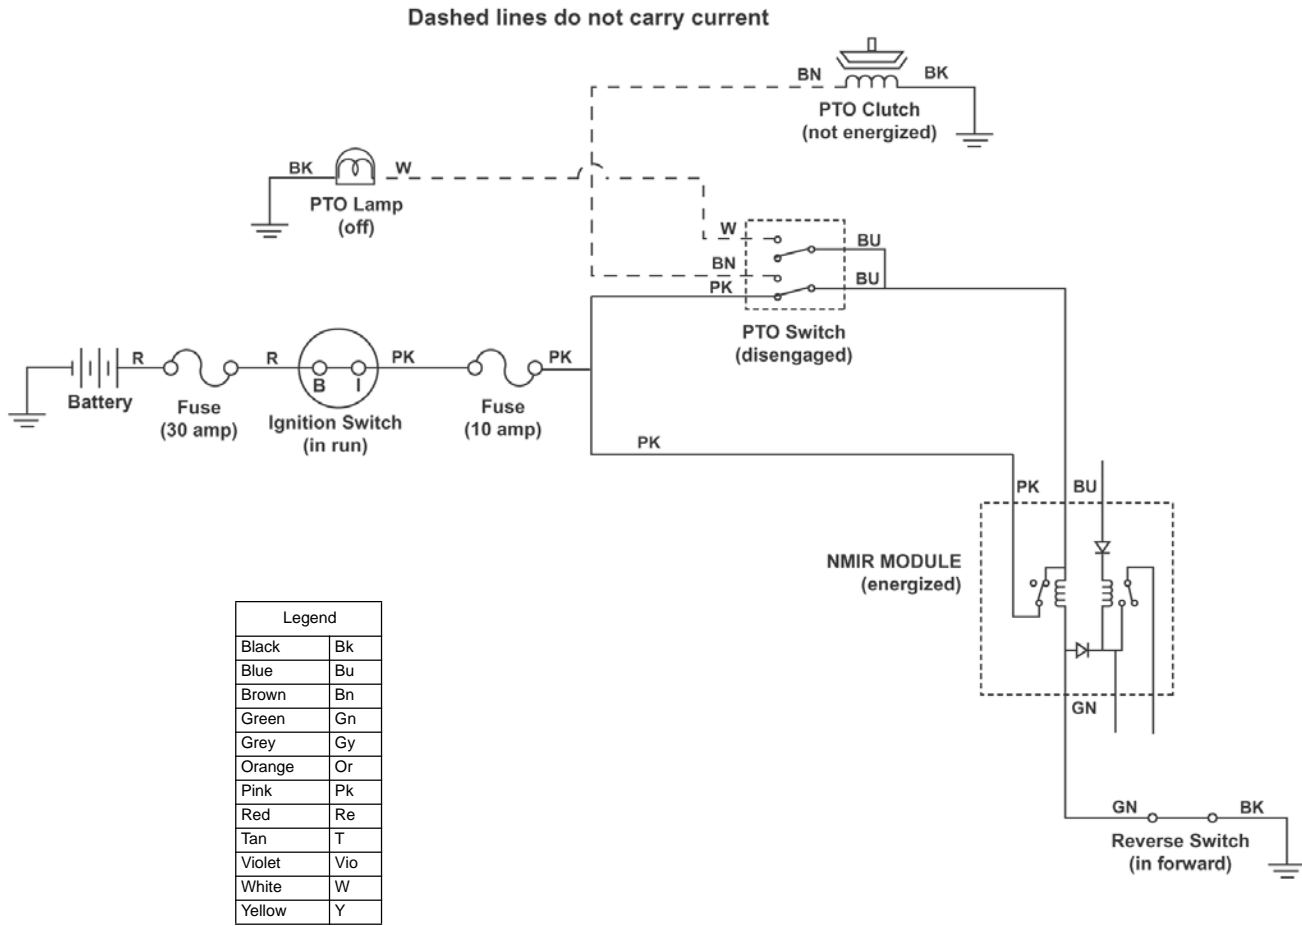 Dashed lines do not carry current
BN
BK
PTO Clutch
(not energized)
BK
W
PTO Lamp
(off)
W
BU
BN
BU
PK
PTO Switch
(disengaged)
R
R
PK
PK
B I
Battery
Fuse
(30 amp)
Ignition Switch
(in run)
Fuse
(10 amp)
PK
PK
BU
NMIR MODULE
(energized)
GN
GN
BK
Reverse Switch
(in forward)
Legend
Black Bk
Blue Bu
Brown Bn
Green Gn
Grey Gy
Orange Or
Pink Pk
Red Re
Tan T
Violet Vio
White W
Yellow Y